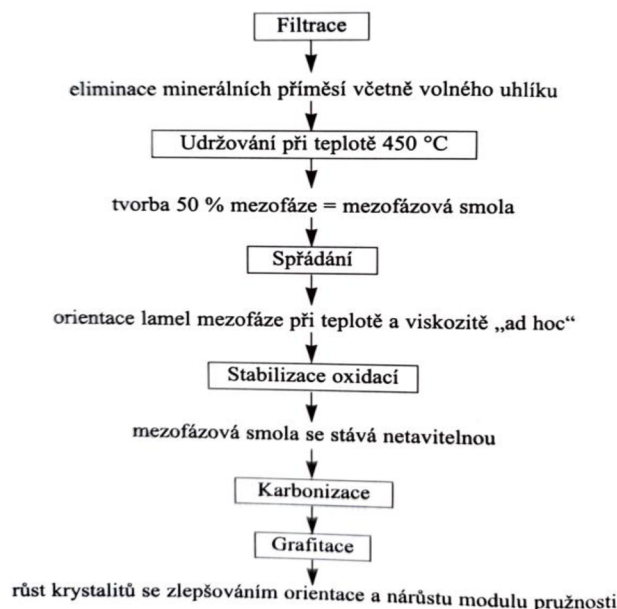 Filtrace
eliminace minerálních příměsí včetně volného uhlíku
Udržování při teplotě 450 °C
tvorba 50 % mezofáze = mezofázová smola
Spřádání
orientace lamel mezofáze při teplotě a viskozitě „ad hoc“
Stabilizace oxidací
mezofázová smola se stává netavitelnou
Karbonizace
Grafitace
růst krystalitů se zlepšováním orientace a nárůstu modulu pružnosti